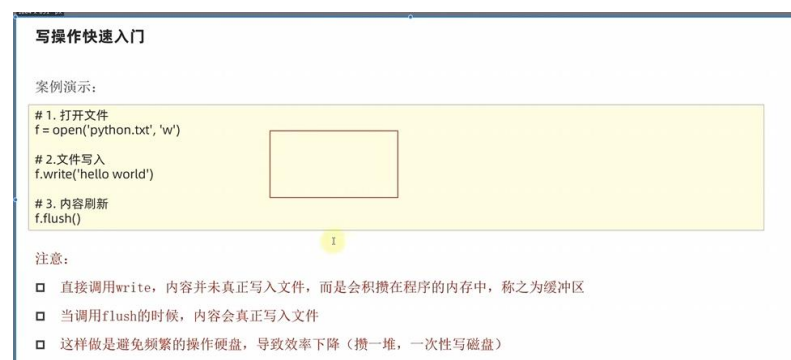 写操作快速入门
案例演示：
# 1. 打开文件
f = open('python.txt', 'w')
# 2.文件写入
f.write('hello world')
# 3. 内容刷新
f.flush()
注意：
直接调用write，内容并未真正写入文件，而是会积攒在程序的内存中，称之为缓冲区
当调用flush的时候，内容会真正写入文件
这样做是避免频繁的操作硬盘，导致效率下降（攒一堆，一次性写磁盘）